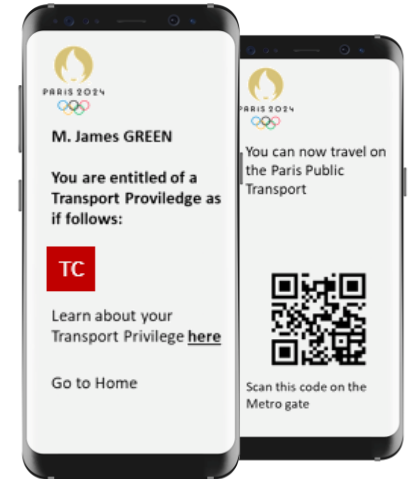 PARIS 2024
M. James GREEN
You are entitled of a
Transport Proviledge as
if follows:
TC
Learn about your
Transport Privilege here
Go to Home
PARIS 2024
You can now travel on
the Paris Public
Transport
Scan this code on the
Metro gate